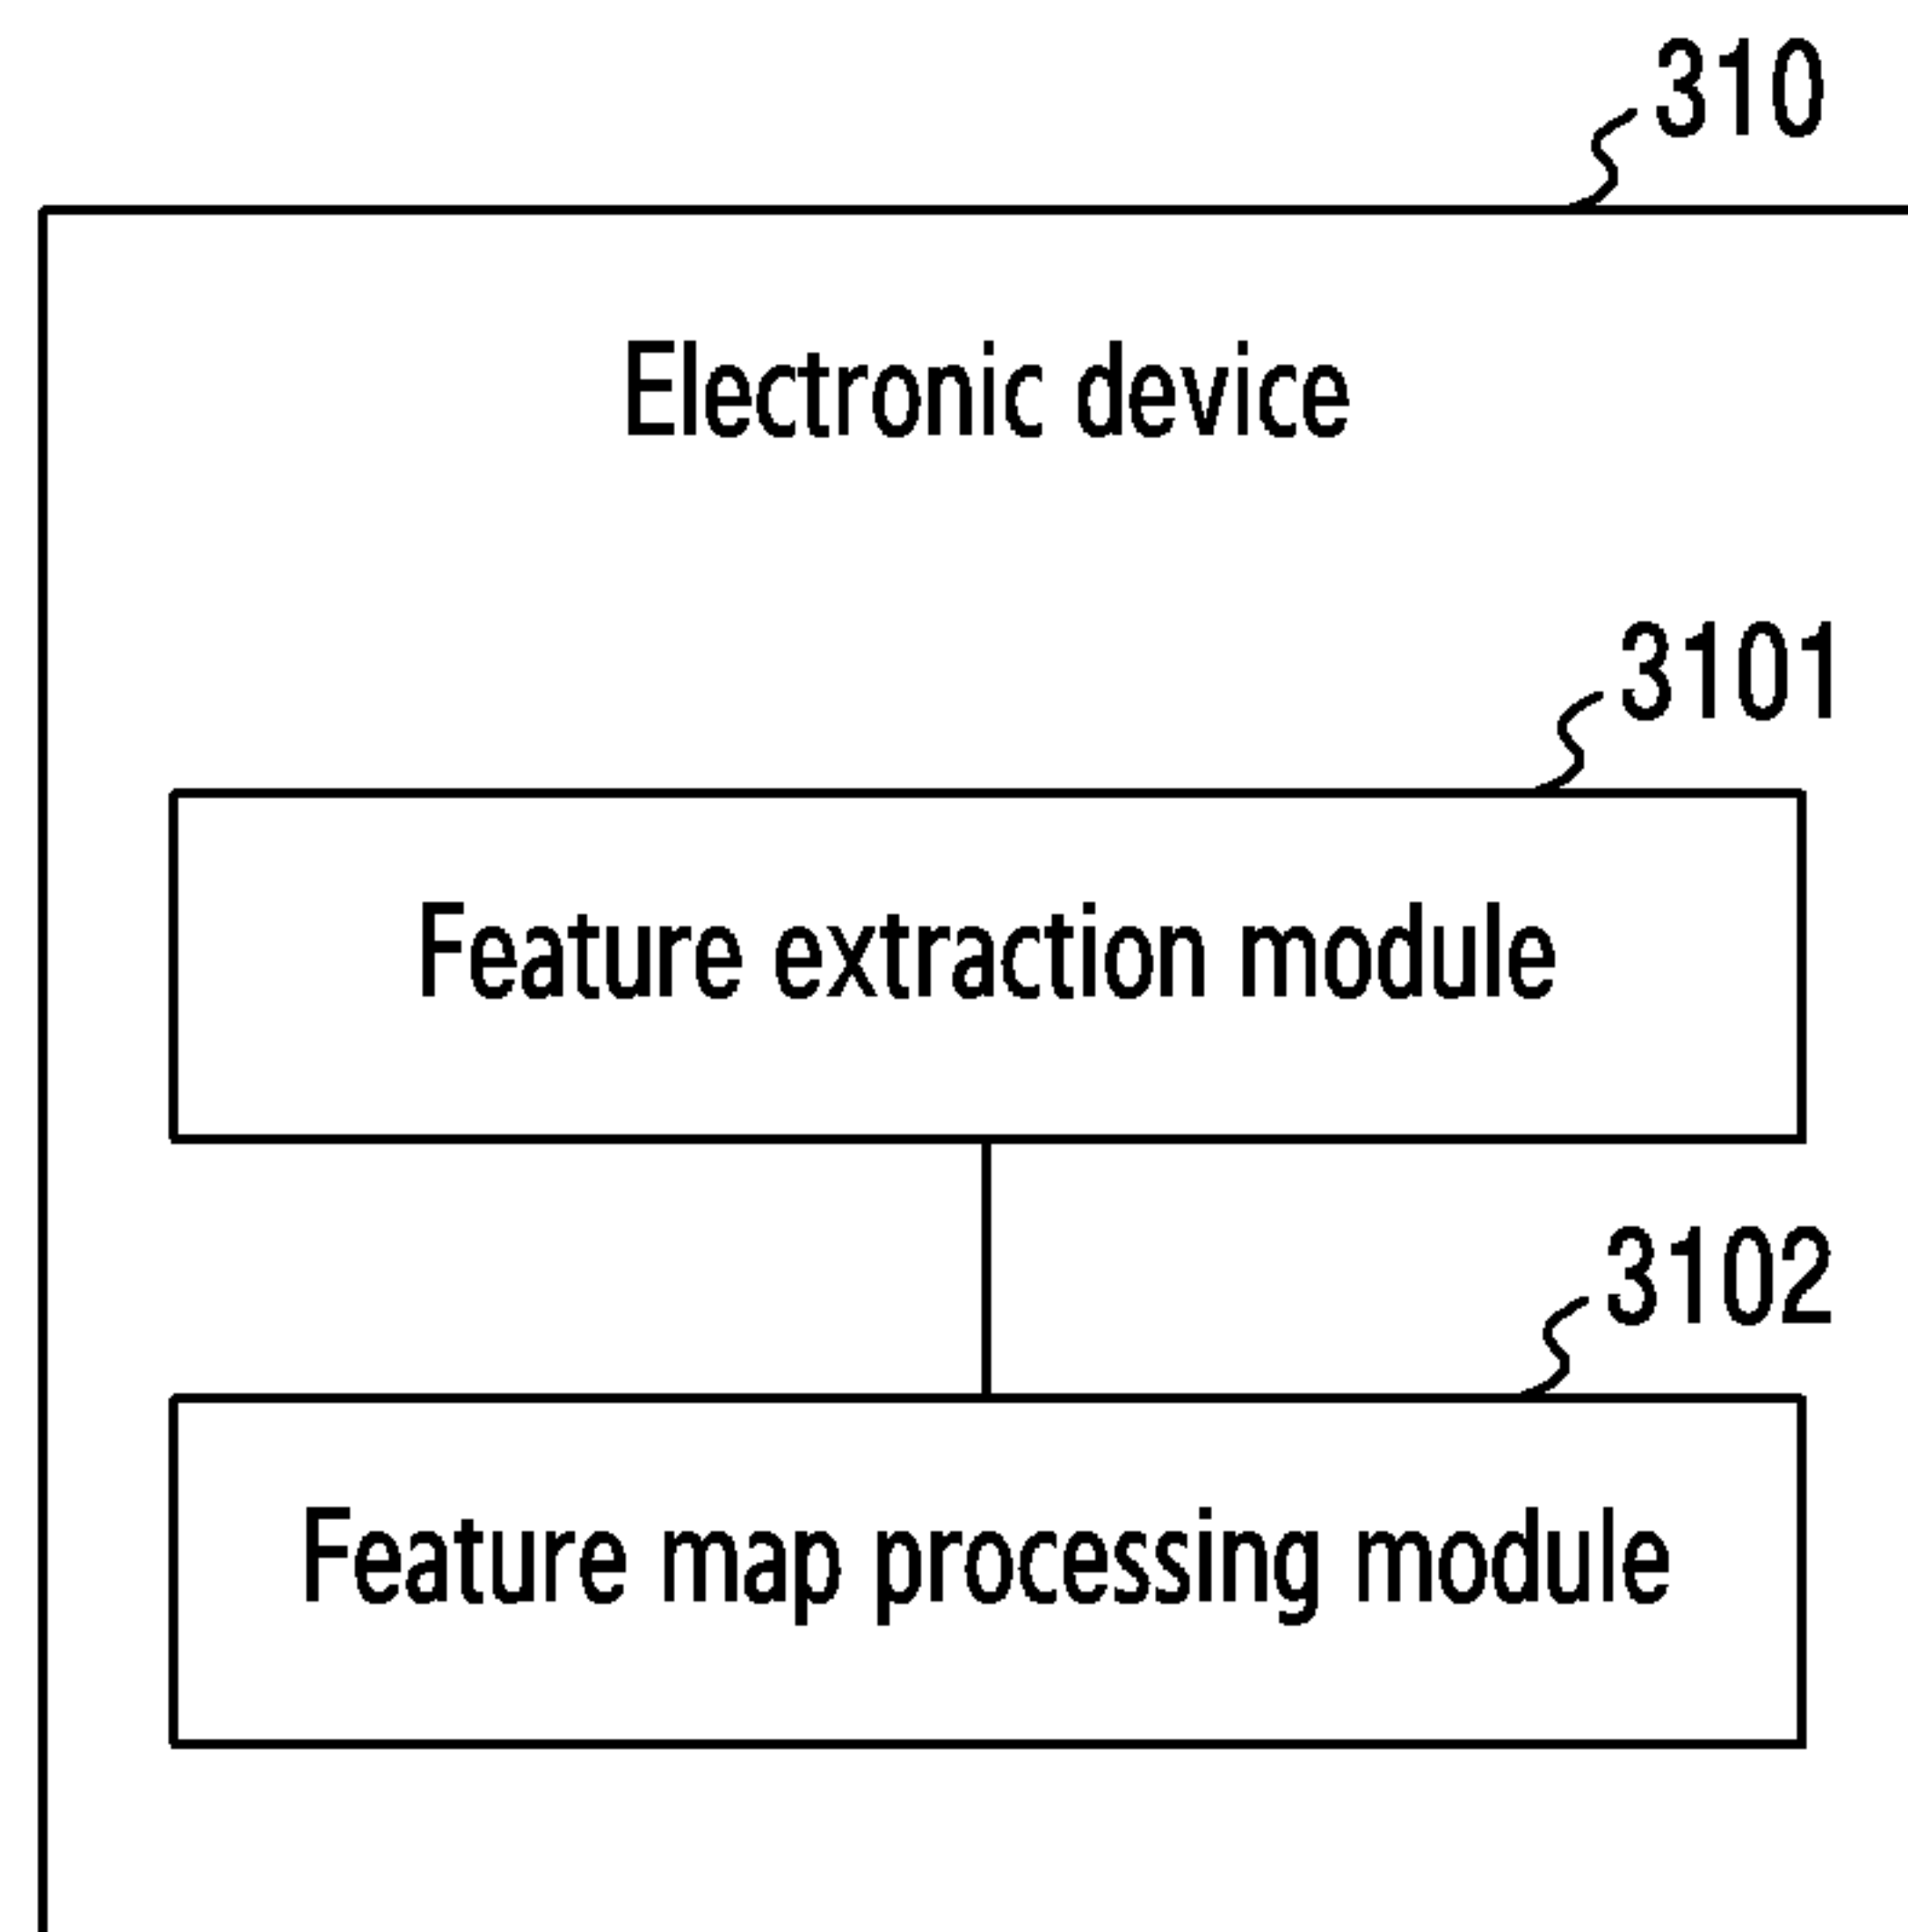 310
Electronic device
3101
Feature extraction module
3102
Feature map processing module